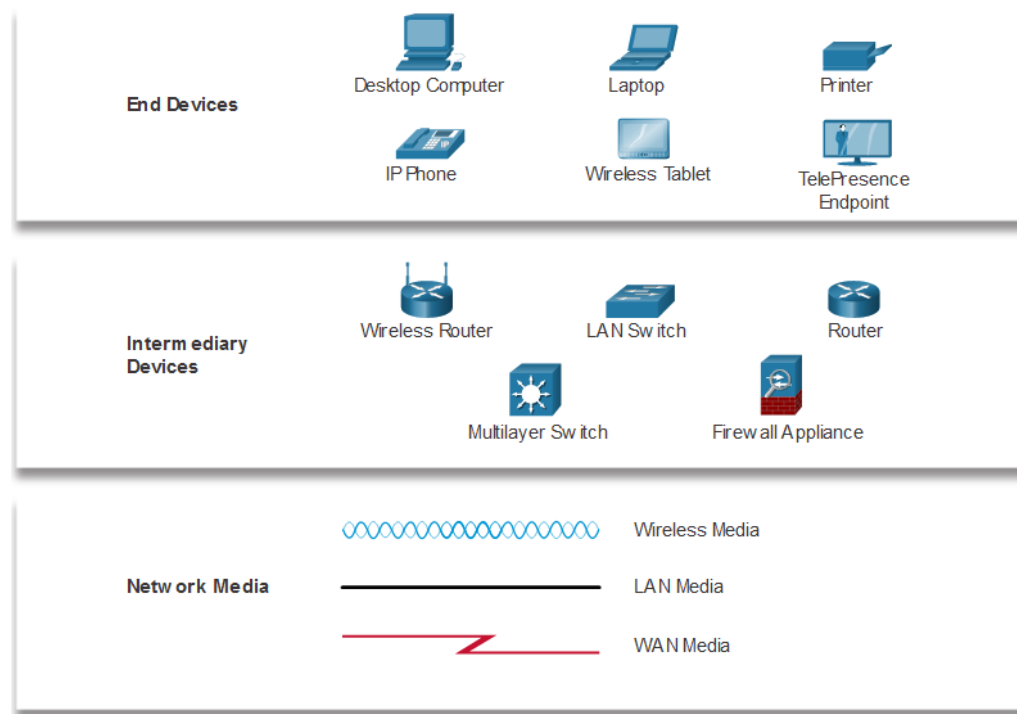 Desktop Computer
Laptop
Printer
End Devices
IP Phone
Wireless Tablet
TelePresence
Endpoint
Wireless Router
LAN Switch
Router
Intermediary
Devices
Multilayer Switch
Firewall Appliance
Wireless Media
Network Media
LAN Media
WAN Media